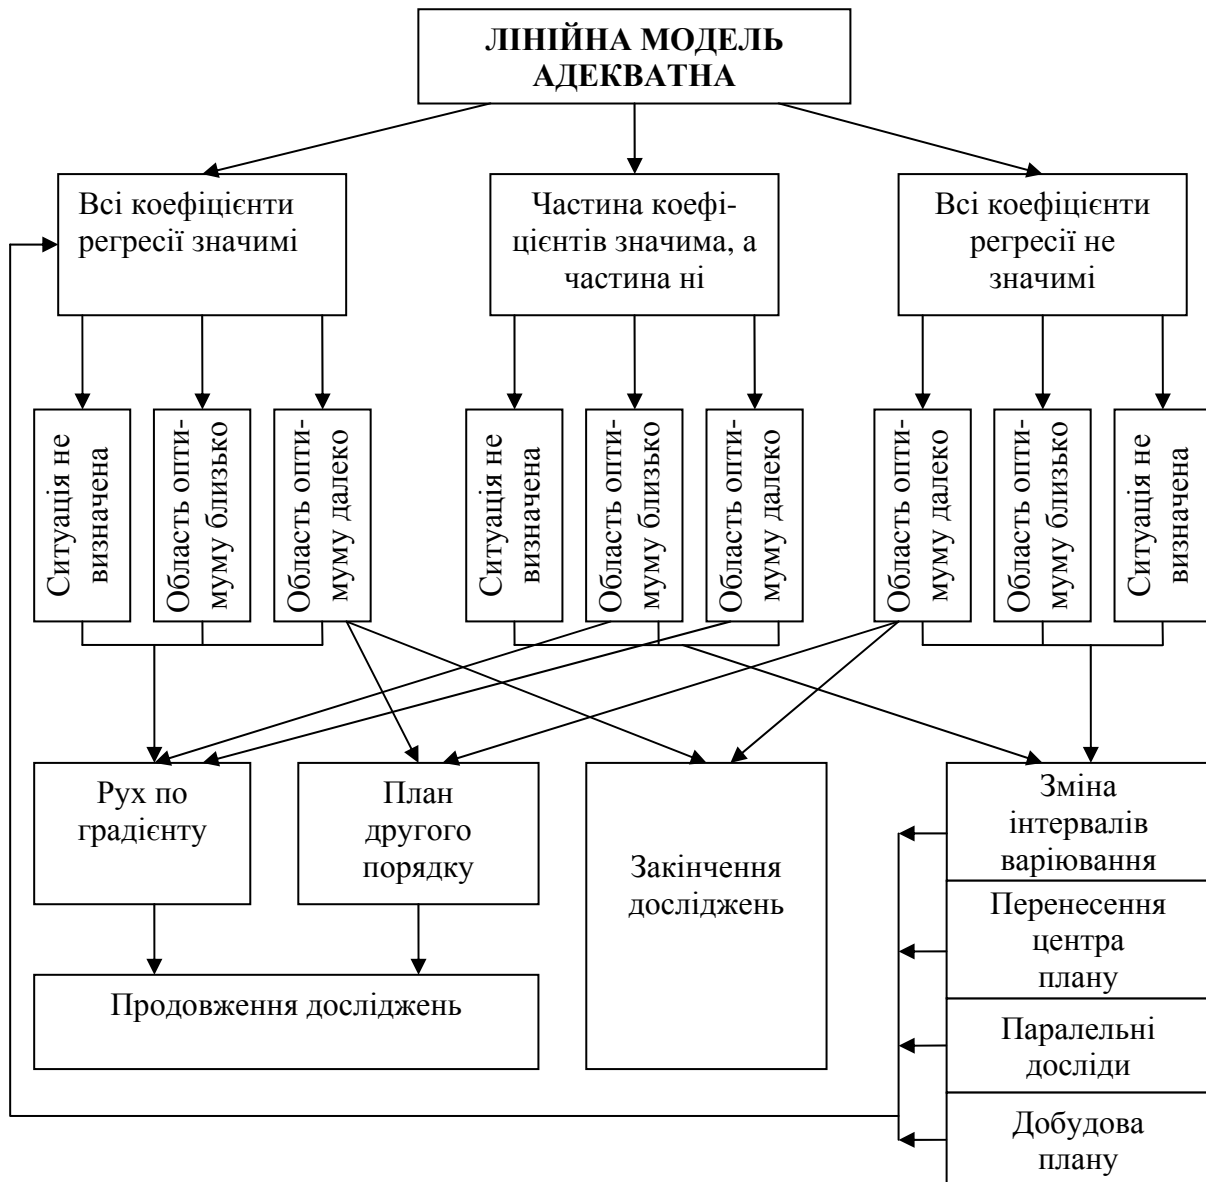 ЛІНІЙНА МОДЕЛЬ
АДЕКВАТНА
Всі коефіцієнти
регресії значимі
Частина коефі-
цієнтів значима, а
частина ні
Всі коефіцієнти
регресії не
значимі
Ситуація не
визначена
Область опти-
муму близько
Область опти-
муму далеко
Ситуація не
визначена
Область опти-
муму близько
Область опти-
муму далеко
Область опти-
муму далеко
Область опти-
муму близько
Ситуація не
визначена
Рух по
градієнту
План
другого
порядку
Закінчення
досліджень
Зміна
інтервалів
варіювання
Перенесення
центра
плану
Паралельні
досліди
Добудова
плану
Продовження досліджень